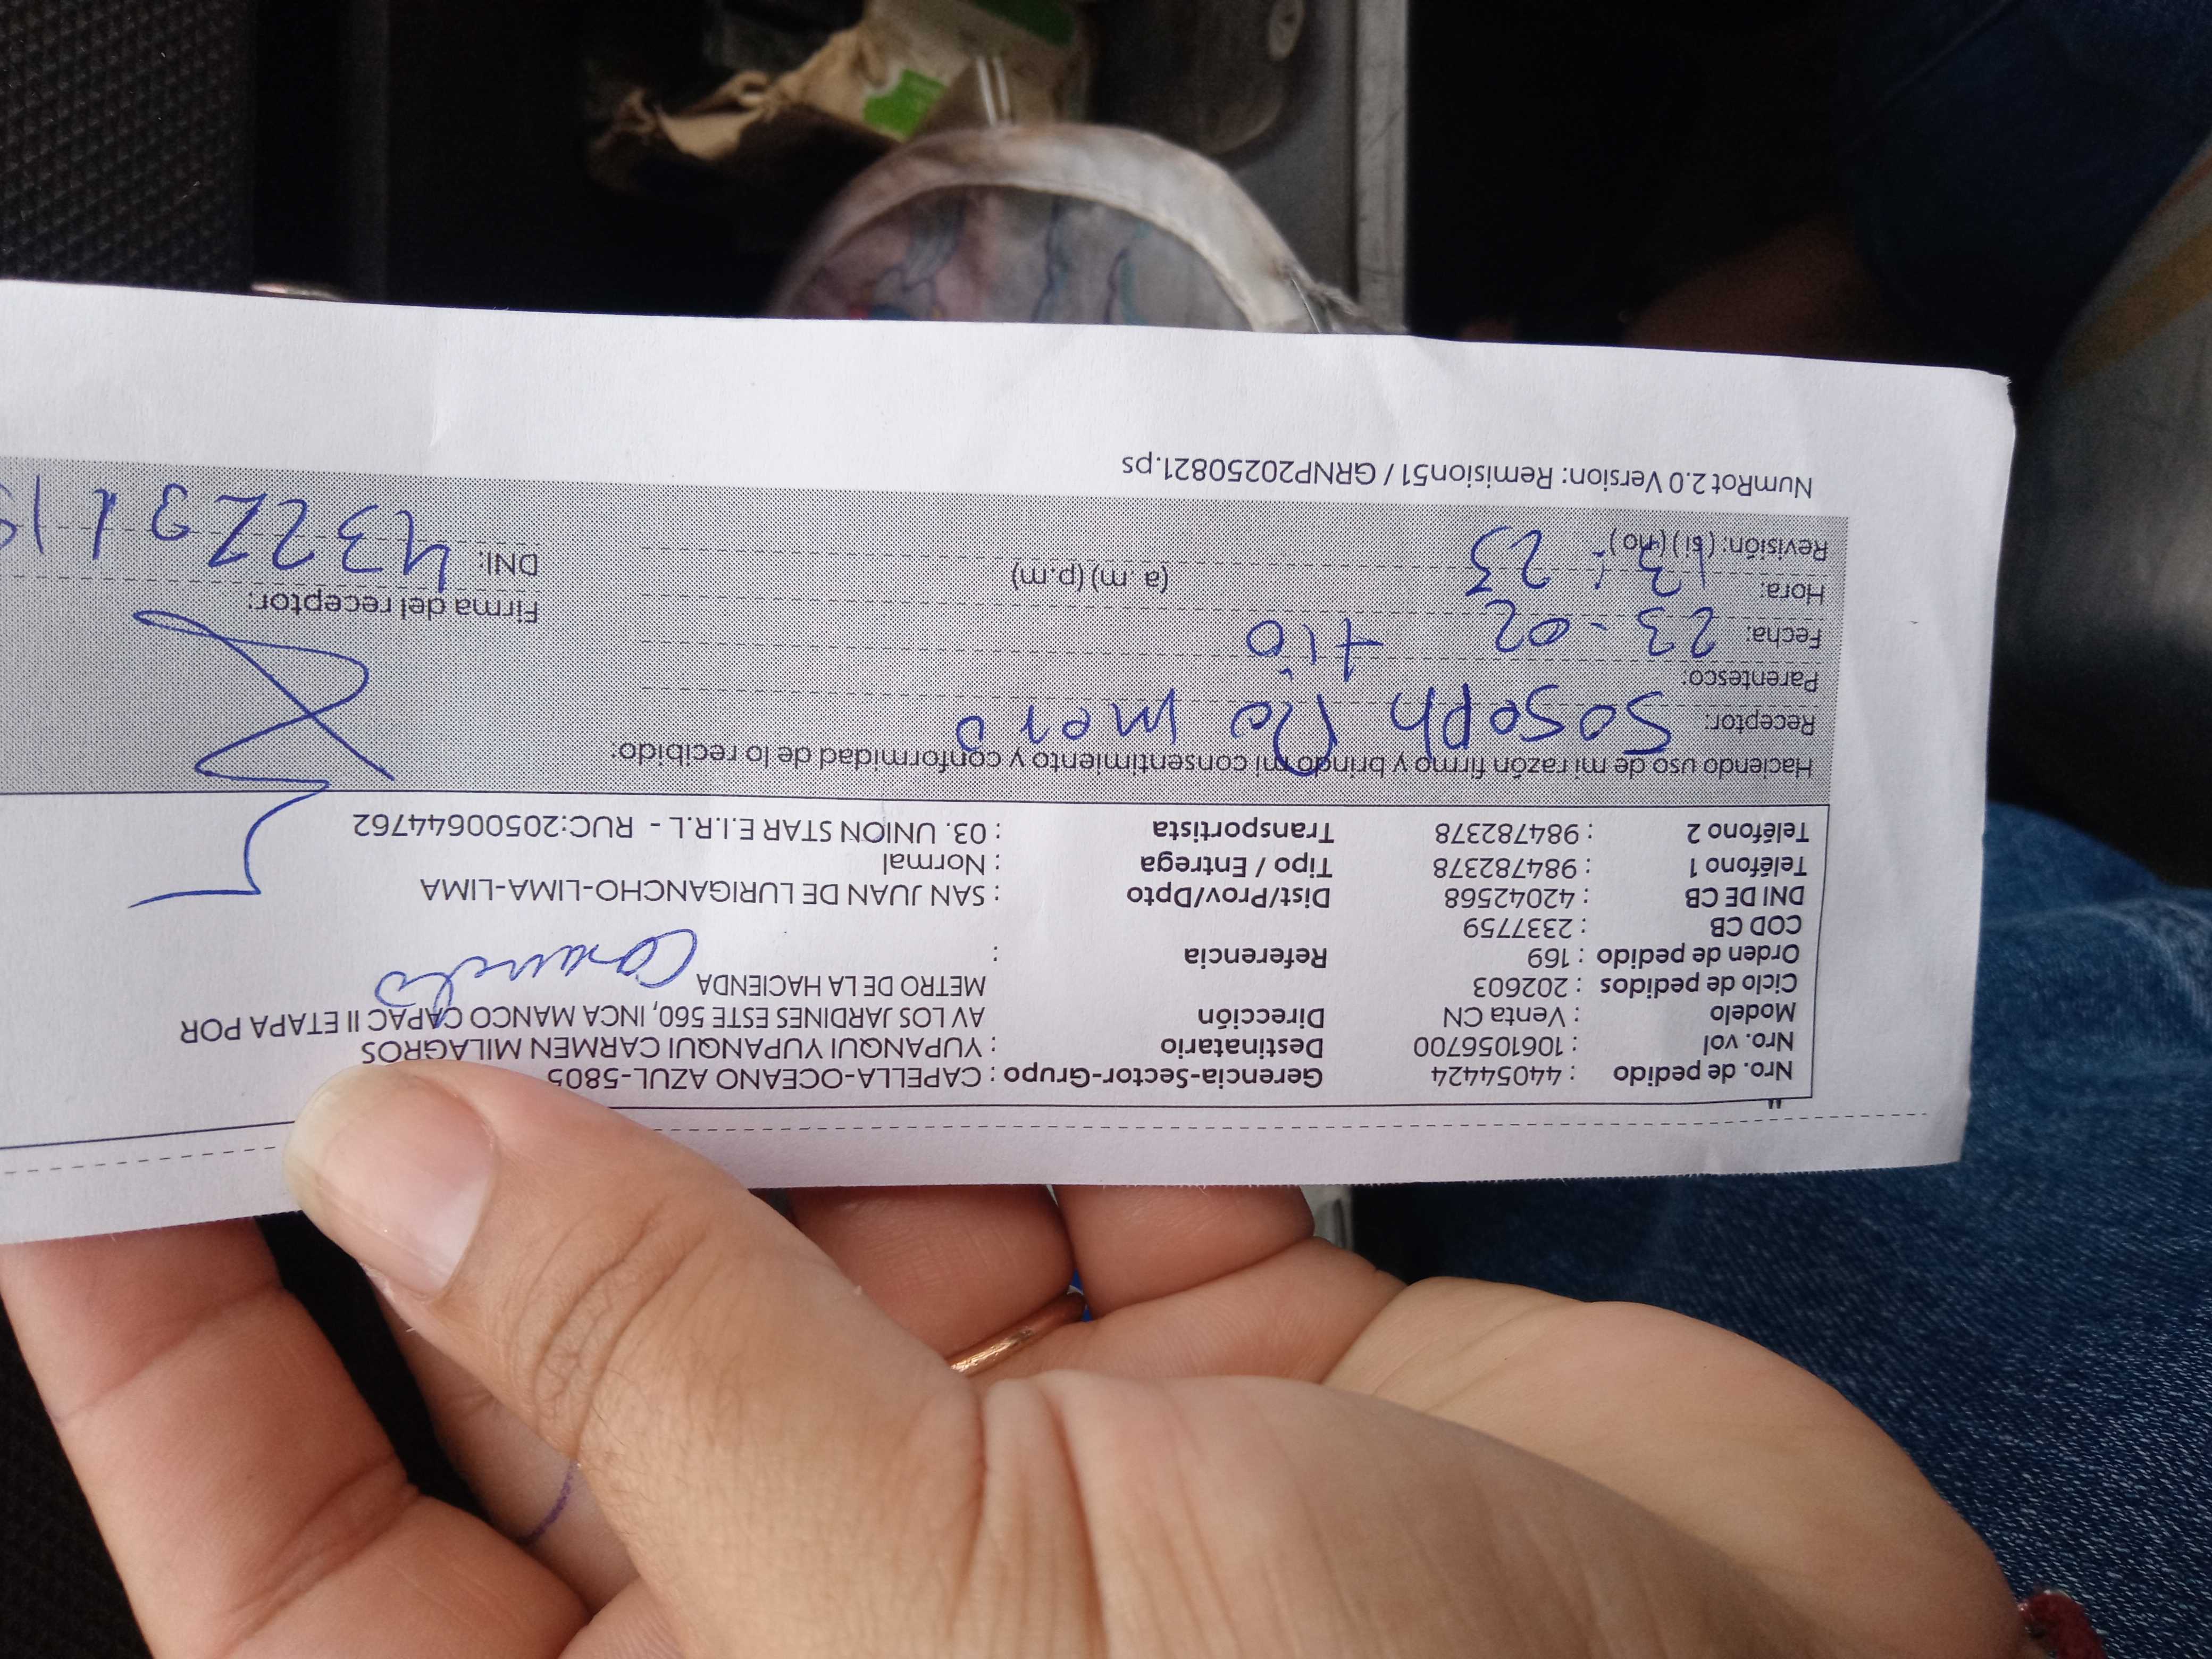 Nro. de pedido : 44054424 Gerencia-Sector-Grupo : CAPELLA-OCEANO AZUL-5805
Nro. vol : 1061056700 Destinatario : YUPANQUI YUPANQUI CARMEN MILAGROS
Modelo : Venta CN Dirección AV LOS JARDINES ESTE 560, INCA MANCO CAPAC II ETAPA POR
Ciclo de pedidos : 202603 METRO DE LA HACIENDA
Orden de pedido : 169 Referencia :
COD CB : 2337759
DNI DE CB : 42042568 Dist/Prov/Dpto : SAN JUAN DE LURIGANCHO-LIMA-LIMA
Teléfono 1 : 984782378 Tipo / Entrega : Normal
Teléfono 2 : 984782378 Transportista : 03. UNION STAR E.I.R.L - RUC:20500644762
Haciendo uso de mi razón firmo y brindo mi consentimiento y conformidad de lo recibido:
Receptor: Soseph Ro mero
Parentesco: tio
Fecha: 23-02
Hora: 13:23 (a. m) (p.m) Firma del receptor:
Revisión: (si) (no) DNI:
NumRot 2.0 Version: Remision51 / GRNP20250821.ps